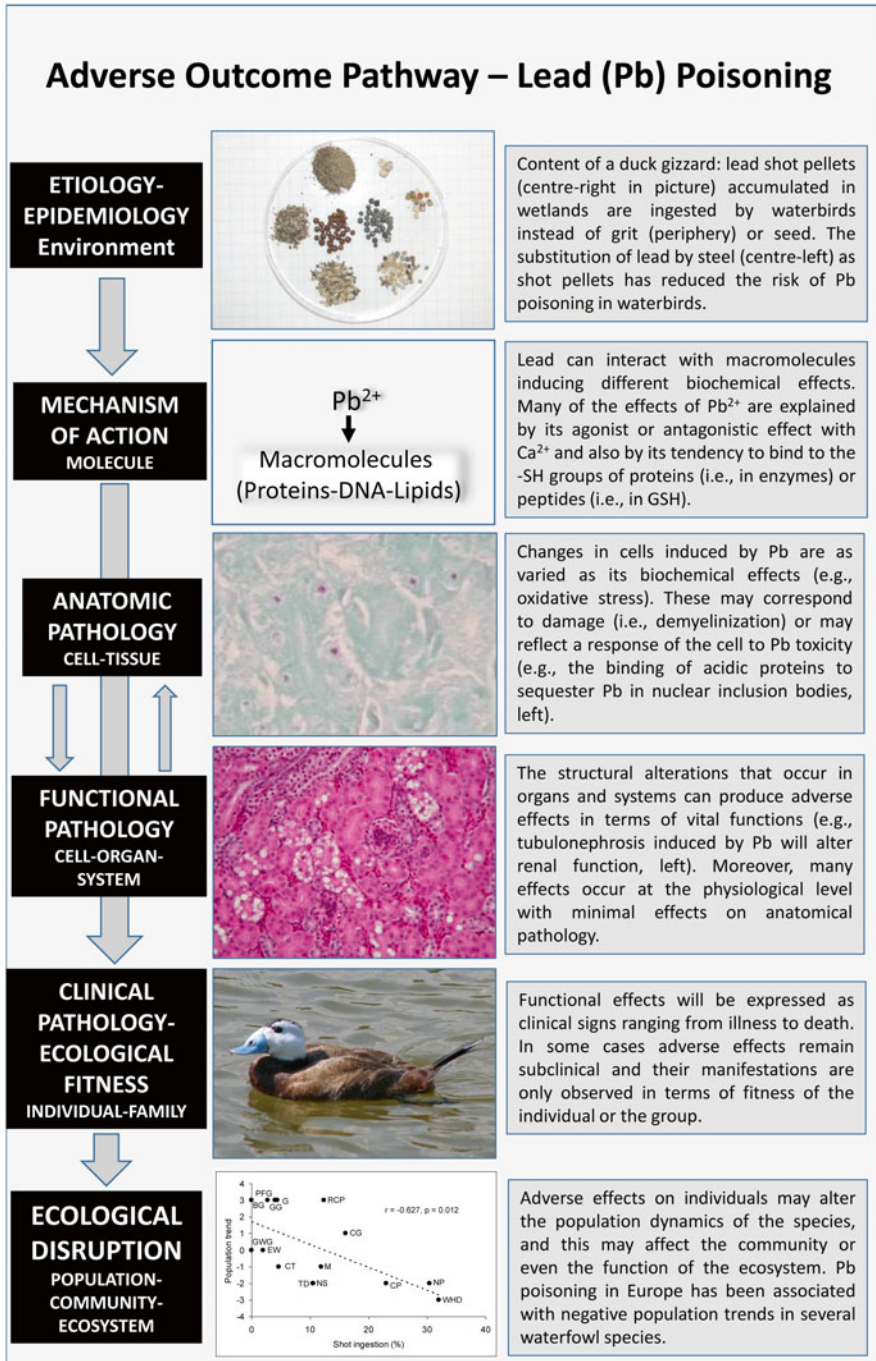 Adverse Outcome Pathway – Lead (Pb) Poisoning
ETIOLOGY-
EPIDEMIOLOGY
Environment
Content of a duck gizzard: lead shot pellets
(centre-right in picture) accumulated in
wetlands are ingested by waterbirds
instead of grit (periphery) or seed. The
substitution of lead by steel (centre-left) as
shot pellets has reduced the risk of Pb
poisoning in waterbirds.
MECHANISM
OF ACTION
MOLECULE
Pb²⁺
Macromolecules
(Proteins-DNA-Lipids)
Lead can interact with macromolecules
inducing different biochemical effects.
Many of the effects of Pb²⁺ are explained
by its agonist or antagonistic effect with
Ca²⁺ and also by its tendency to bind to the
-SH groups of proteins (i.e., in enzymes) or
peptides (i.e., in GSH).
ANATOMIC
PATHOLOGY
CELL-TISSUE
Changes in cells induced by Pb are as
varied as its biochemical effects (e.g.,
oxidative stress). These may correspond
to damage (i.e., demyelinization) or may
reflect a response of the cell to Pb toxicity
(e.g., the binding of acidic proteins to
sequester Pb in nuclear inclusion bodies,
left).
FUNCTIONAL
PATHOLOGY
CELL-ORGAN-
SYSTEM
The structural alterations that occur in
organs and systems can produce adverse
effects in terms of vital functions (e.g.,
tubulonephrosis induced by Pb will alter
renal function, left). Moreover, many
effects occur at the physiological level
with minimal effects on anatomical
pathology.
CLINICAL
PATHOLOGY-
ECOLOGICAL
FITNESS
INDIVIDUAL-FAMILY
Functional effects will be expressed as
clinical signs ranging from illness to death.
In some cases adverse effects remain
subclinical and their manifestations are
only observed in terms of fitness of the
individual or the group.
ECOLOGICAL
DISRUPTION
POPULATION-
COMMUNITY-
ECOSYSTEM
Population trend
4
3
2
1
0
-1
-2
-3
-4
PFG
BG
GG
G
RCP
r = -0.627, p = 0.012
CG
GWG
EW
CT
M
TD
NS
CP
NP
WHD
0 10 20 30 40
Shot ingestion (%)
Adverse effects on individuals may alter
the population dynamics of the species,
and this may affect the community or
even the function of the ecosystem. Pb
poisoning in Europe has been associated
with negative population trends in several
waterfowl species.